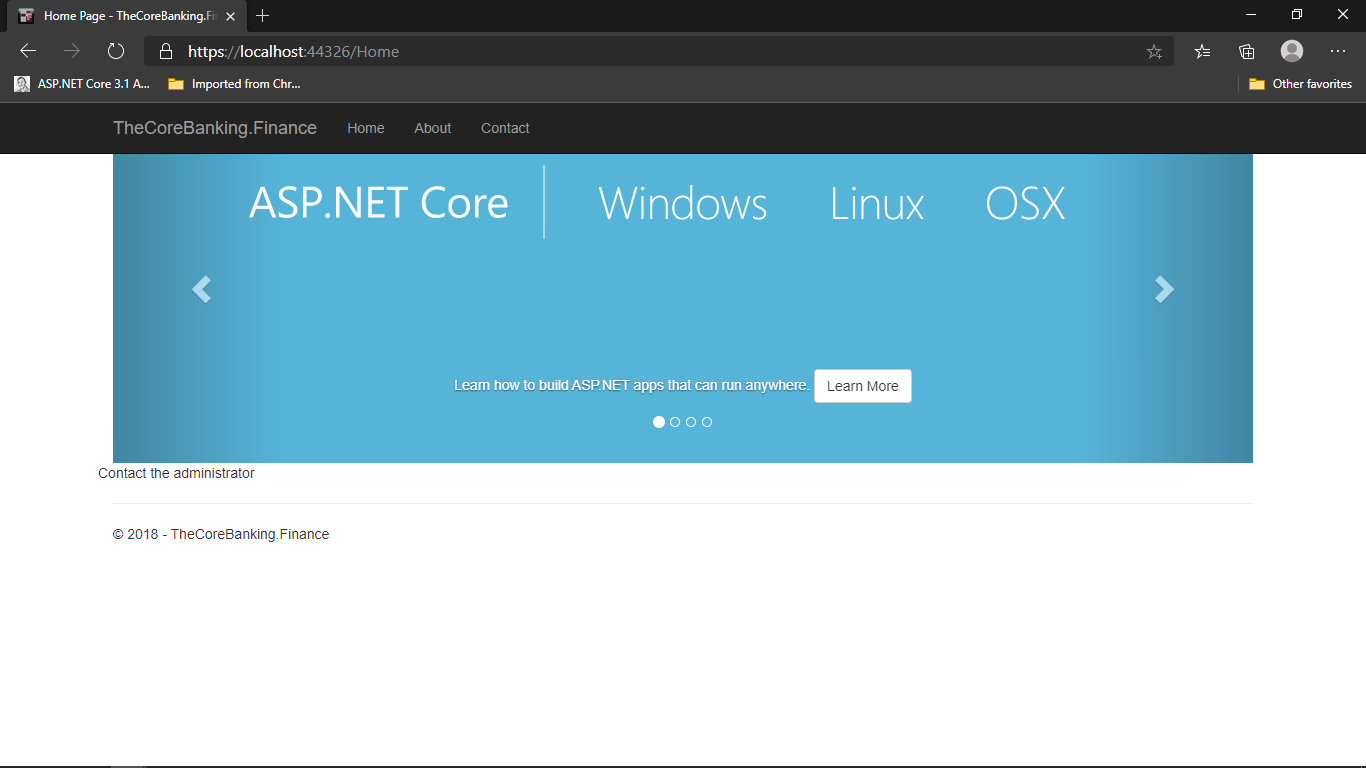 Home Page - TheCoreBanking.Fi
https://localhost:44326/Home
ASP.NET Core 3.1 A... Imported from Chr... Other favorites
TheCoreBanking.Finance Home About Contact
ASP.NET Core Windows Linux OSX
Learn how to build ASP.NET apps that can run anywhere. Learn More
Contact the administrator
© 2018 - TheCoreBanking.Finance